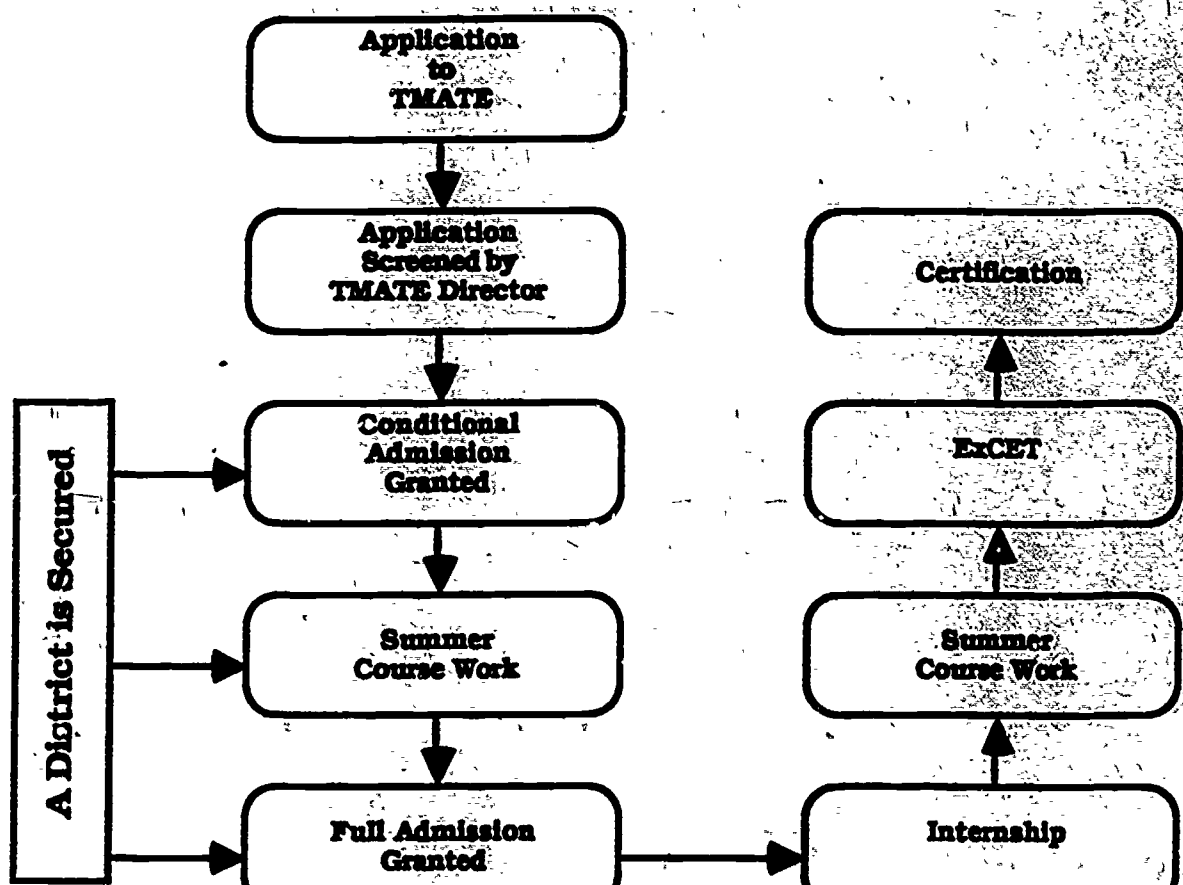 Application
to
TMATE
Application
Screened by
TMATE Director
Conditional
Admission
Granted
Summer
Course Work
Full Admission
Granted
A District is Secured
Internship
Summer
Course Work
ExCET
Certification